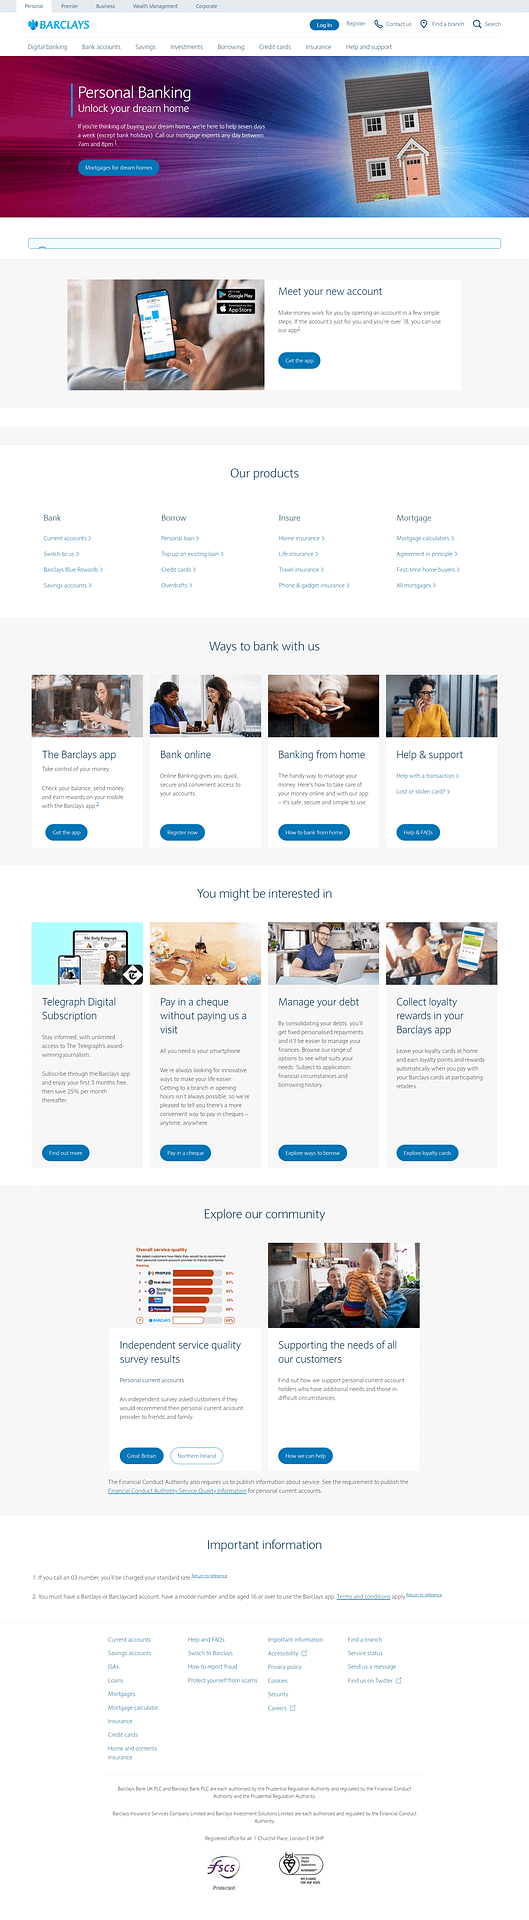 Personal Premier Business Wealth Management Corporate
BARCLAYS
Log In Register Contact us Find a branch Search
Digital banking Bank accounts Savings Investments Borrowing Credit cards Insurance Help and support
Personal Banking
Unlock your dream home
If you're thinking of buying your dream home, we're here to help seven days
a week (except bank holidays). Call our mortgage experts any day between
7am and 8pm 1
Mortgages for dream homes
Google Play
App Store
Meet your new account
Make money work for you by opening an account in a few simple
steps. If the account's just for you and you're over 18, you can use
our app2
Get the app
Our products
Bank
Current accounts
Switch to us
Barclays Blue Rewards
Savings accounts
Borrow
Personal loan
Top up an existing loan
Credit cards
Overdrafts
Insure
Home insurance
Life insurance
Travel insurance
Phone & gadget insurance
Mortgage
Mortgage calculators
Agreement in principle
First-time home buyers
All mortgages
Ways to bank with us
The Barclays app
Take control of your money
Check your balance, send money
and earn rewards on your mobile
with the Barclays app.2
Get the app
Bank online
Online Banking gives you quick,
secure and convenient access to
your accounts.
Register now
Banking from home
The handy way to manage your
money. Here's how to take care of
your money online and with our app
– it's safe, secure and simple to use.
How to bank from home
Help & support
Help with a transaction
Lost or stolen card?
Help & FAQs
You might be interested in
The Daily Telegraph
Telegraph Digital
Subscription
Stay informed, with unlimited
access to The Telegraph's award-
winning journalism.
Subscribe through the Barclays app
and enjoy your first 3 months free,
then save 25% per month
thereafter.
Find out more
Pay in a cheque
without paying us a
visit
All you need is your smartphone
We're always looking for innovative
ways to make your life easier.
Getting to a branch in opening
hours isn't always possible, so we're
pleased to tell you there's a more
convenient way to pay in cheques –
anytime, anywhere.
Pay in a cheque
Manage your debt
By consolidating your debts, you'll
get fixed personalised repayments
and it'll be easier to manage your
finances. Browse our range of
options to see what suits your
needs. Subject to application,
financial circumstances and
borrowing history.
Explore ways to borrow
Collect loyalty
rewards in your
Barclays app
Leave your loyalty cards at home
and earn loyalty points and rewards
automatically when you pay with
your Barclays cards at participating
retailers.
Explore loyalty cards
Explore our community
Overall service quality
We asked customers how likely they would be to recommend
their personal current account provider to friends and family.
Ranking
1 monzo
first direct
Starling Bank
Nationwide
BARCLAYS
Independent service quality
survey results
Personal current accounts
An independent survey asked customers if they
would recommend their personal current account
provider to friends and family
Great Britain Northern Ireland
Supporting the needs of all
our customers
Find out how we support personal current account
holders who have additional needs and those in
difficult circumstances.
How we can help
The Financial Conduct Authority also requires us to publish information about service. See the requirement to publish the
Financial Conduct Authority Service Quality Information for personal current accounts.
Important information
1. If you call an 03 number, you'll be charged your standard rate. Return to reference
2. You must have a Barclays or Barclaycard account, have a mobile number and be aged 16 or over to use the Barclays app. Terms and conditions apply. Return to reference
Current accounts
Savings accounts
ISAs
Loans
Mortgages
Mortgage calculator
Insurance
Credit cards
Home and contents
insurance
Help and FAQs
Switch to Barclays
How to report fraud
Protect yourself from scams
Important information
Accessibility
Privacy policy
Cookies
Security
Careers
Find a branch
Service status
Send us a message
Find us on Twitter
Barclays Bank UK PLC and Barclays Bank PLC are each authorised by the Prudential Regulation Authority and regulated by the Financial Conduct
Authority and the Prudential Regulation Authority.
Barclays Insurance Services Company Limited and Barclays Investment Solutions Limited are each authorised and regulated by the Financial Conduct
Authority.
Registered office for all: 1 Churchill Place, London E14 5HP
fscs
Protected
bsi